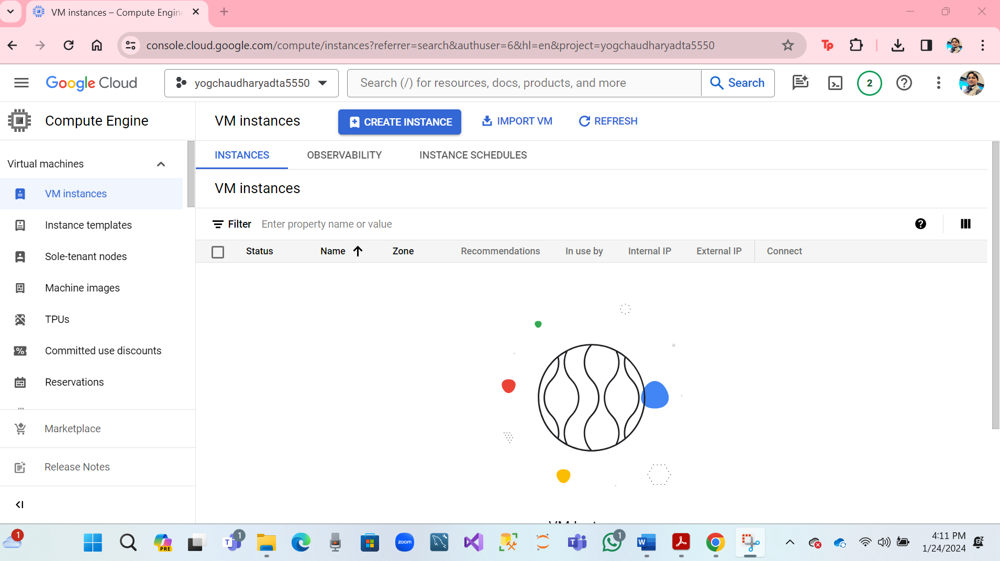 VM instances – Compute Engin
console.cloud.google.com/compute/instances?referrer=search&authuser=6&hl=en&project=yogchaudharyadta5550
Tp
Google Cloud
yogchaudharyadta5550
Search (/) for resources, docs, products, and more
Search
2
Compute Engine
VM instances
CREATE INSTANCE
IMPORT VM
REFRESH
INSTANCES
OBSERVABILITY
INSTANCE SCHEDULES
Virtual machines
VM instances
Instance templates
Sole-tenant nodes
Machine images
TPUs
Committed use discounts
Reservations
Marketplace
Release Notes
VM instances
Filter Enter property name or value
Status Name Zone Recommendations In use by Internal IP External IP Connect
1
PRE
T
1
zoom
T
1
W
4:11 PM
1/24/2024